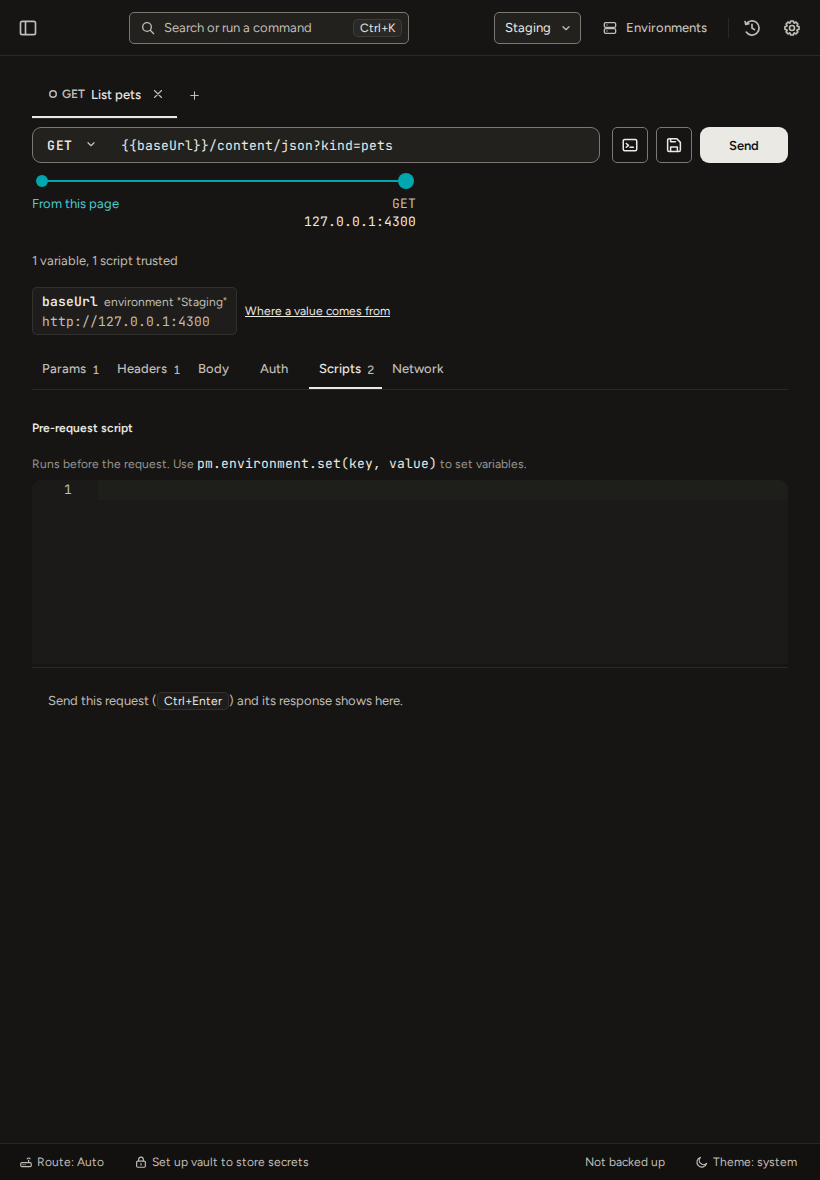 Search or run a command Ctrl+K Staging Environments
GET List pets
GET {{baseUrl}}/content/json?kind=pets Send
From this page GET
127.0.0.1:4300
1 variable, 1 script trusted
baseUrl environment "Staging"
http://127.0.0.1:4300
Where a value comes from
Params 1 Headers 1 Body Auth Scripts 2 Network
Pre-request script
Runs before the request. Use pm.environment.set(key, value) to set variables.
1
Send this request (Ctrl+Enter) and its response shows here.
Route: Auto Set up vault to store secrets Not backed up Theme: system